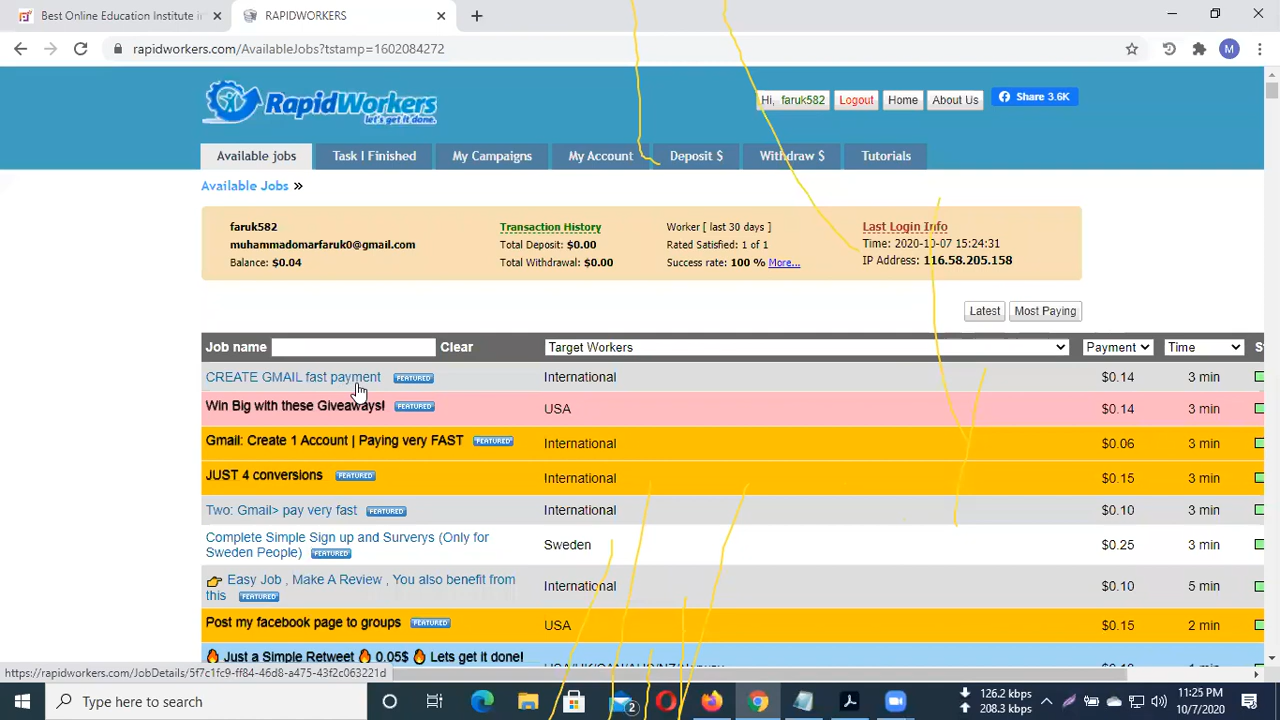 Best Online Education Institute in
RAPIDWORKERS
rapidworkers.com/AvailableJobs?tstamp=1602084272
M
RapidWorkers
let's get it done.
Hi, faruk582
Logout
Home
About Us
Share 3.6K
Available jobs
Task I Finished
My Campaigns
My Account
Deposit $
Withdraw $
Tutorials
Available Jobs »
faruk582
muhammadomarfaruk0@gmail.com
Balance: $0.04
Transaction History
Total Deposit: $0.00
Total Withdrawal: $0.00
Worker [ last 30 days ]
Rated Satisfied: 1 of 1
Success rate: 100 % More...
Last Login Info
Time: 2020-10-07 15:24:31
IP Address: 116.58.205.158
Latest
Most Paying
Job name Clear Target Workers Payment Time
CREATE GMAIL fast payment FEATURED International $0.14 3 min
Win Big with these Giveaways! FEATURED USA $0.14 3 min
Gmail: Create 1 Account | Paying very FAST FEATURED International $0.06 3 min
JUST 4 conversions FEATURED International $0.15 3 min
Two: Gmail> pay very fast FEATURED International $0.10 3 min
Complete Simple Sign up and Surverys (Only for
Sweden People) FEATURED Sweden $0.25 3 min
👉 Easy Job , Make A Review , You also benefit from
this FEATURED International $0.10 5 min
Post my facebook page to groups FEATURED USA $0.15 2 min
🔥 Just a Simple Retweet 🔥 0.05$ 🔥 Lets get it done!
https://rapidworkers.com/JobDetails/5f7c1fc9-ff84-46d8-a475-43f2c063221d
Type here to search
2
126.2 kbps
208.3 kbps
11:25 PM
10/7/2020